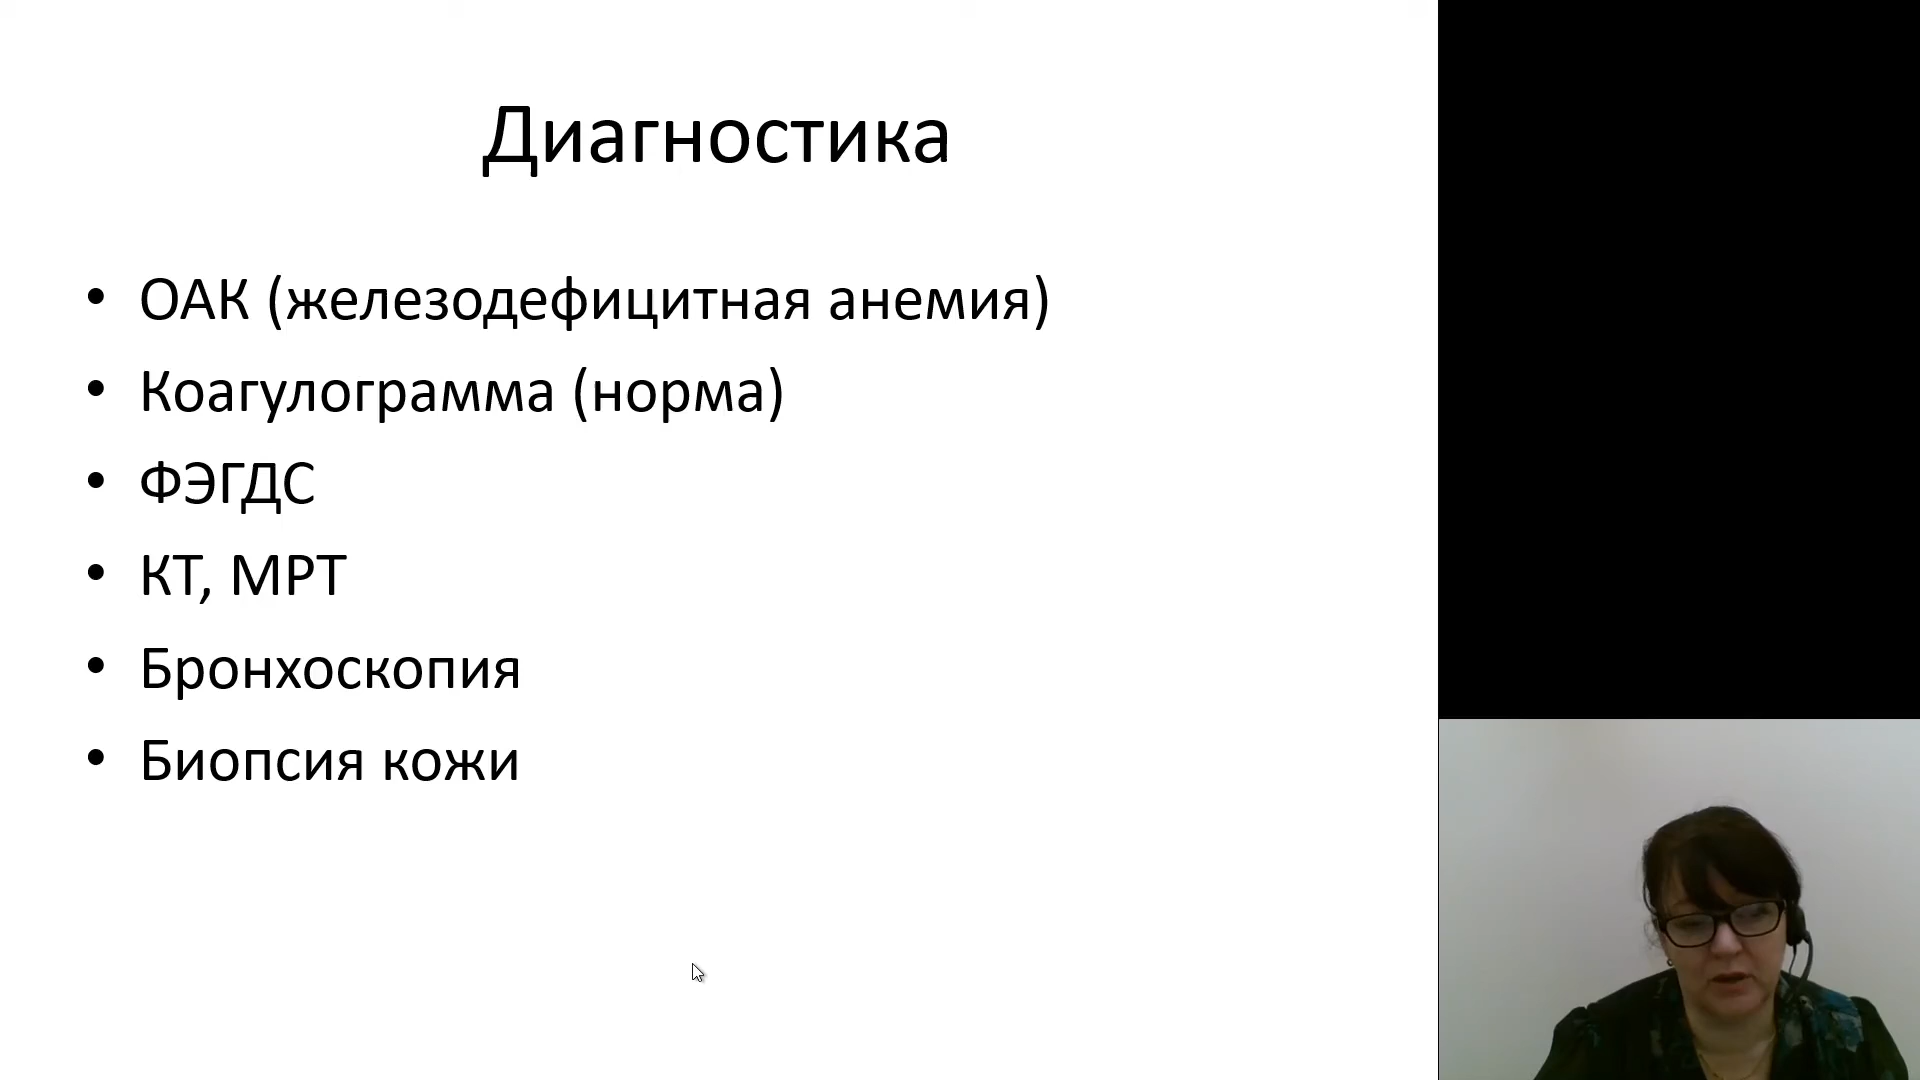 Диагностика
• ОАК (железодефицитная анемия)
• Коагулограмма (норма)
• ФЭГДС
• КТ, МРТ
• Бронхоскопия
• Биопсия кожи